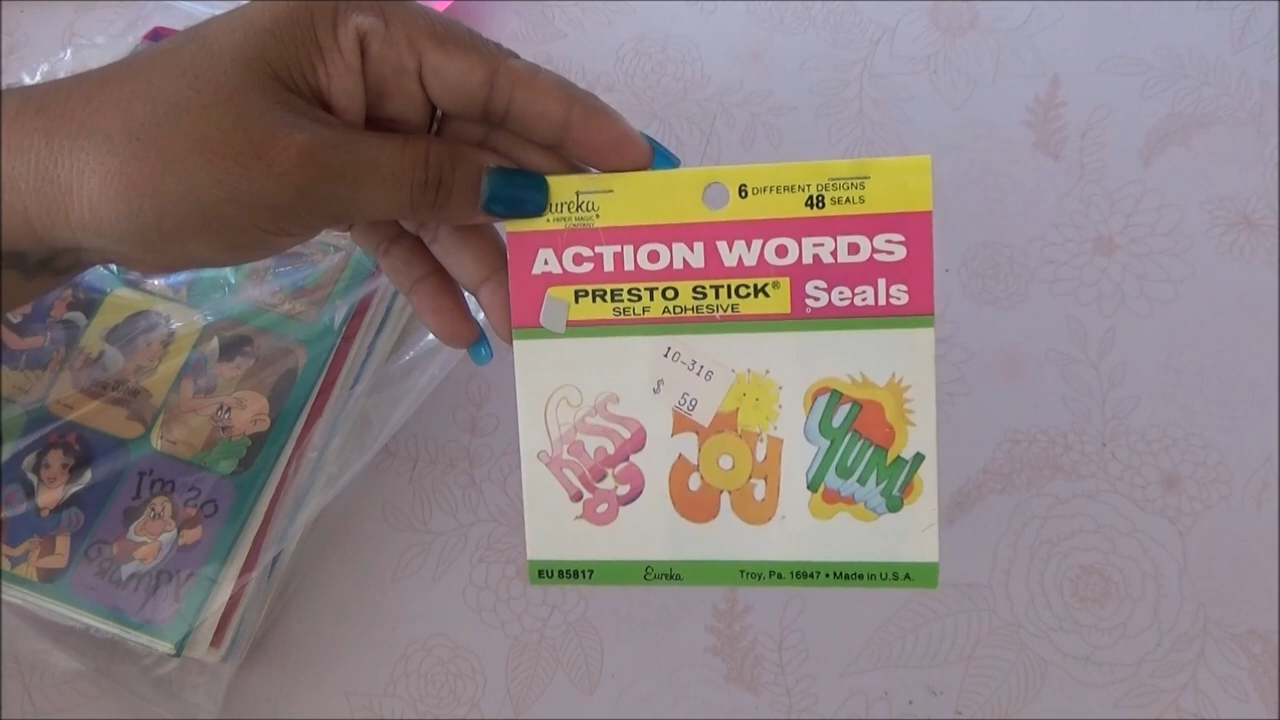 Eureka
A PAPER MAGIC®
COMPANY
6 DIFFERENT DESIGNS
48 SEALS
ACTION WORDS
PRESTO STICK®
SELF ADHESIVE
Seals
10-316
$ 59
KISS
JOY
YUM!
EU 85817
Eureka
Troy, Pa. 16947 • Made in U.S.A.
I'm so
Grumpy